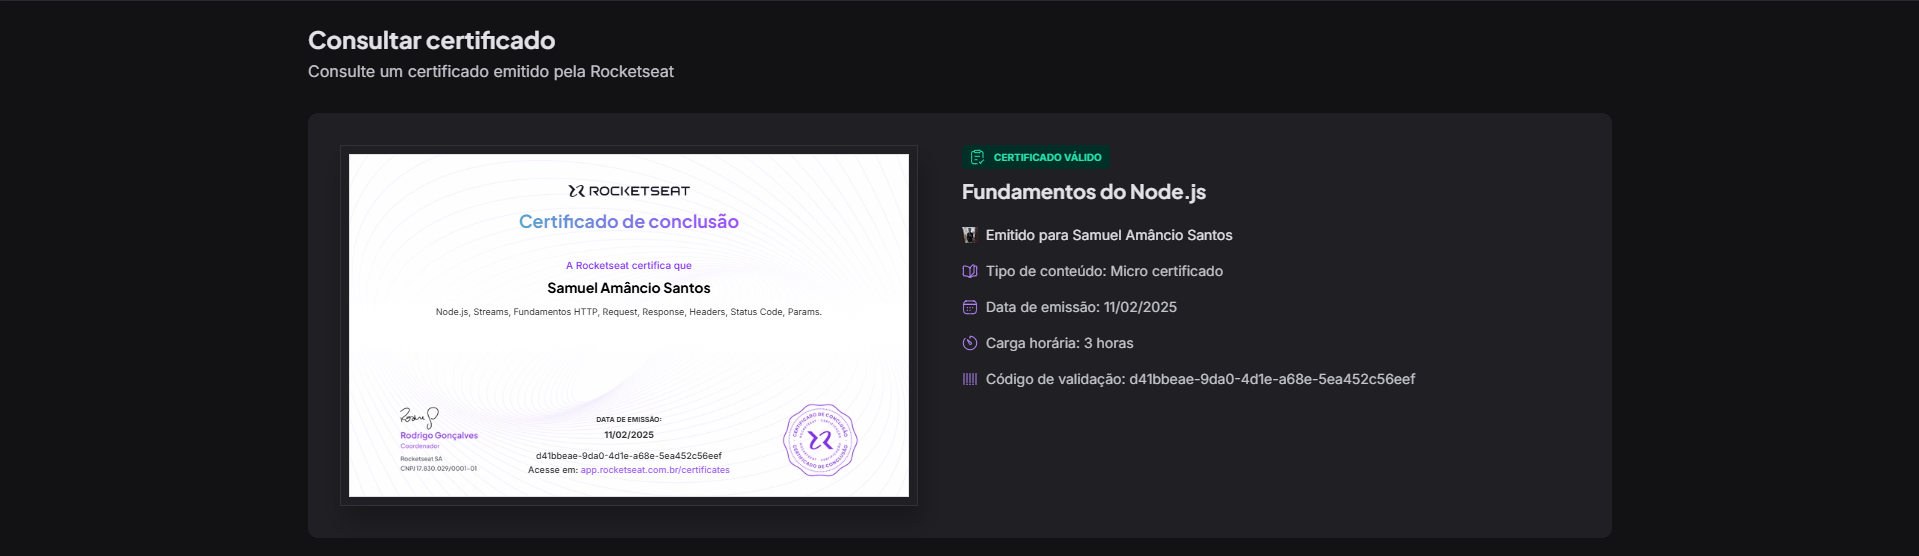 Consultar certificado
Consulte um certificado emitido pela Rocketseat
ROCKETSEAT
Certificado de conclusão
A Rocketseat certifica que
Samuel Amâncio Santos
Node.js, Streams, Fundamentos HTTP, Request, Response, Headers, Status Code, Params.
Rodrigo Gonçalves
Coordenador
Rocketseat SA
CNPJ 17.830.029/0001-01
DATA DE EMISSÃO:
11/02/2025
d41bbeae-9da0-4d1e-a68e-5ea452c56eef
Acesse em: app.rocketseat.com.br/certificates
CERTIFICADO DE CONCLUSÃO
CERTIFICADO DE CONCLUSÃO
CERTIFICADO VÁLIDO
Fundamentos do Node.js
Emitido para Samuel Amâncio Santos
Tipo de conteúdo: Micro certificado
Data de emissão: 11/02/2025
Carga horária: 3 horas
Código de validação: d41bbeae-9da0-4d1e-a68e-5ea452c56eef